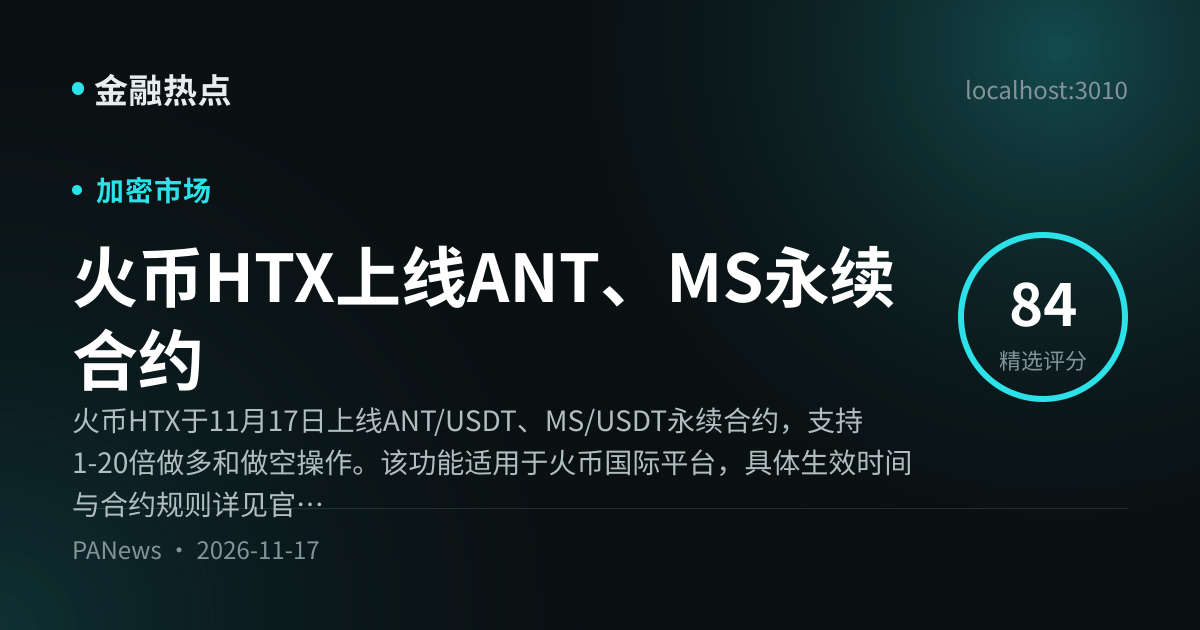 金融热点
localhost:3010
加密市场
火币HTX上线ANT、MS永续
合约
84
精选评分
火币HTX于11月17日上线ANT/USDT、MS/USDT永续合约，支持
1-20倍做多和做空操作。该功能适用于火币国际平台，具体生效时间
与合约规则详见官…
PANews • 2026-11-17